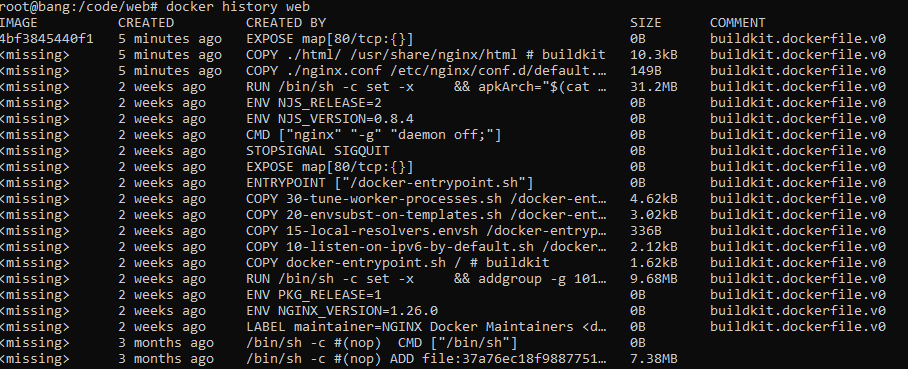 root@bang:/code/web# docker history web
IMAGE CREATED CREATED BY SIZE COMMENT
4bf3845440f1 5 minutes ago EXPOSE map[80/tcp:{}] 0B buildkit.dockerfile.v0
<missing> 5 minutes ago COPY ./html/ /usr/share/nginx/html # buildkit 10.3kB buildkit.dockerfile.v0
<missing> 5 minutes ago COPY ./nginx.conf /etc/nginx/conf.d/default.… 149B buildkit.dockerfile.v0
<missing> 2 weeks ago RUN /bin/sh -c set -x && apkArch="$(cat … 31.2MB buildkit.dockerfile.v0
<missing> 2 weeks ago ENV NJS_RELEASE=2 0B buildkit.dockerfile.v0
<missing> 2 weeks ago ENV NJS_VERSION=0.8.4 0B buildkit.dockerfile.v0
<missing> 2 weeks ago CMD ["nginx" "-g" "daemon off;"] 0B buildkit.dockerfile.v0
<missing> 2 weeks ago STOPSIGNAL SIGQUIT 0B buildkit.dockerfile.v0
<missing> 2 weeks ago EXPOSE map[80/tcp:{}] 0B buildkit.dockerfile.v0
<missing> 2 weeks ago ENTRYPOINT ["/docker-entrypoint.sh"] 0B buildkit.dockerfile.v0
<missing> 2 weeks ago COPY 30-tune-worker-processes.sh /docker-ent… 4.62kB buildkit.dockerfile.v0
<missing> 2 weeks ago COPY 20-envsubst-on-templates.sh /docker-ent… 3.02kB buildkit.dockerfile.v0
<missing> 2 weeks ago COPY 15-local-resolvers.envsh /docker-entryp… 336B buildkit.dockerfile.v0
<missing> 2 weeks ago COPY 10-listen-on-ipv6-by-default.sh /docker… 2.12kB buildkit.dockerfile.v0
<missing> 2 weeks ago COPY docker-entrypoint.sh / # buildkit 1.62kB buildkit.dockerfile.v0
<missing> 2 weeks ago RUN /bin/sh -c set -x && addgroup -g 101… 9.68MB buildkit.dockerfile.v0
<missing> 2 weeks ago ENV PKG_RELEASE=1 0B buildkit.dockerfile.v0
<missing> 2 weeks ago ENV NGINX_VERSION=1.26.0 0B buildkit.dockerfile.v0
<missing> 2 weeks ago LABEL maintainer=NGINX Docker Maintainers <d… 0B buildkit.dockerfile.v0
<missing> 3 months ago /bin/sh -c #(nop) CMD ["/bin/sh"] 0B
<missing> 3 months ago /bin/sh -c #(nop) ADD file:37a76ec18f9887751… 7.38MB